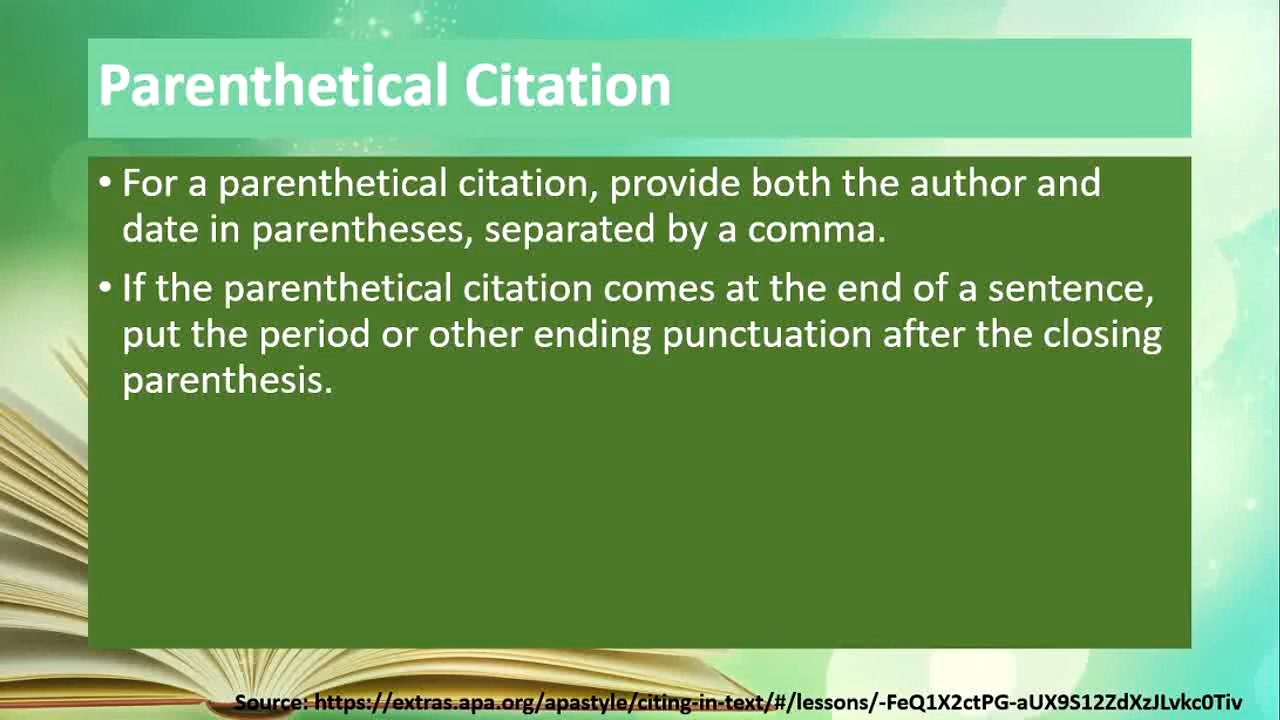 Parenthetical Citation
• For a parenthetical citation, provide both the author and
date in parentheses, separated by a comma.
• If the parenthetical citation comes at the end of a sentence,
put the period or other ending punctuation after the closing
parenthesis.
Source: https://extras.apa.org/apastyle/citing-in-text/#/lessons/-FeQ1X2ctPG-aUX9S12ZdXzJLvkc0Tiv